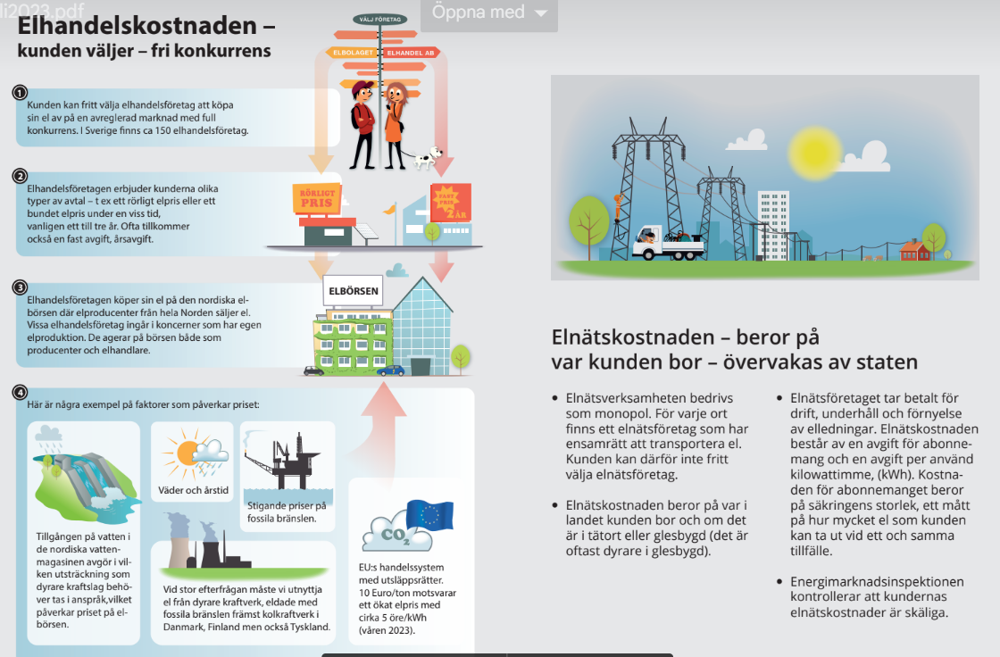 li2023.pdf
Öppna med
Elhandelskostnaden –
kunden väljer – fri konkurrens
VÄLJ FÖRETAG
ELBOLAGET
ELHANDEL AB
1
Kunden kan fritt välja elhandelsföretag att köpa
sin el av på en avreglerad marknad med full
konkurrens. I Sverige finns ca 150 elhandelsföretag.
2
Elhandelsföretagen erbjuder kunderna olika
typer av avtal – t ex ett rörligt elpris eller ett
bundet elpris under en viss tid,
vanligen ett till tre år. Ofta tillkommer
också en fast avgift, årsavgift.
RÖRLIGT
PRIS
FAST
PRIS
2 ÅR
3
Elhandelsföretagen köper sin el på den nordiska el-
börsen där elproducenter från hela Norden säljer el.
Vissa elhandelsföretag ingår i koncerner som har egen
elproduktion. De agerar på börsen både som
producenter och elhandlare.
ELBÖRSEN
4
Här är några exempel på faktorer som påverkar priset:
Tillgången på vatten i
de nordiska vatten-
magasinen avgör i vil-
ken utsträckning som
dyrare kraftslag behö-
ver tas i anspråk,vilket
påverkar priset på el-
börsen.
Väder och årstid
Stigande priser på
fossila bränslen.
Vid stor efterfrågan måste vi utnyttja
el från dyrare kraftverk, eldade med
fossila bränslen främst kolkraftverk i
Danmark, Finland men också Tyskland.
CO2
EU:s handelssystem
med utsläppsrätter.
10 Euro/ton motsvarar
ett ökat elpris med
cirka 5 öre/kWh
(våren 2023).
Elnätskostnaden – beror på
var kunden bor – övervakas av staten
• Elnätsverksamheten bedrivs
som monopol. För varje ort
finns ett elnätsföretag som har
ensamrätt att transportera el.
Kunden kan därför inte fritt
välja elnätsföretag.
• Elnätskostnaden beror på var i
landet kunden bor och om det
är i tätort eller glesbygd (det är
oftast dyrare i glesbygd).
• Elnätsföretaget tar betalt för
drift, underhåll och förnyelse
av elledningar. Elnätskostnaden
består av en avgift för abonne-
mang och en avgift per använd
kilowattimme, (kWh). Kostna-
den för abonnemanget beror
på säkringens storlek, ett mått
på hur mycket el som kunden
kan ta ut vid ett och samma
tillfälle.
• Energimarknadsinspektionen
kontrollerar att kundernas
elnätskostnader är skäliga.